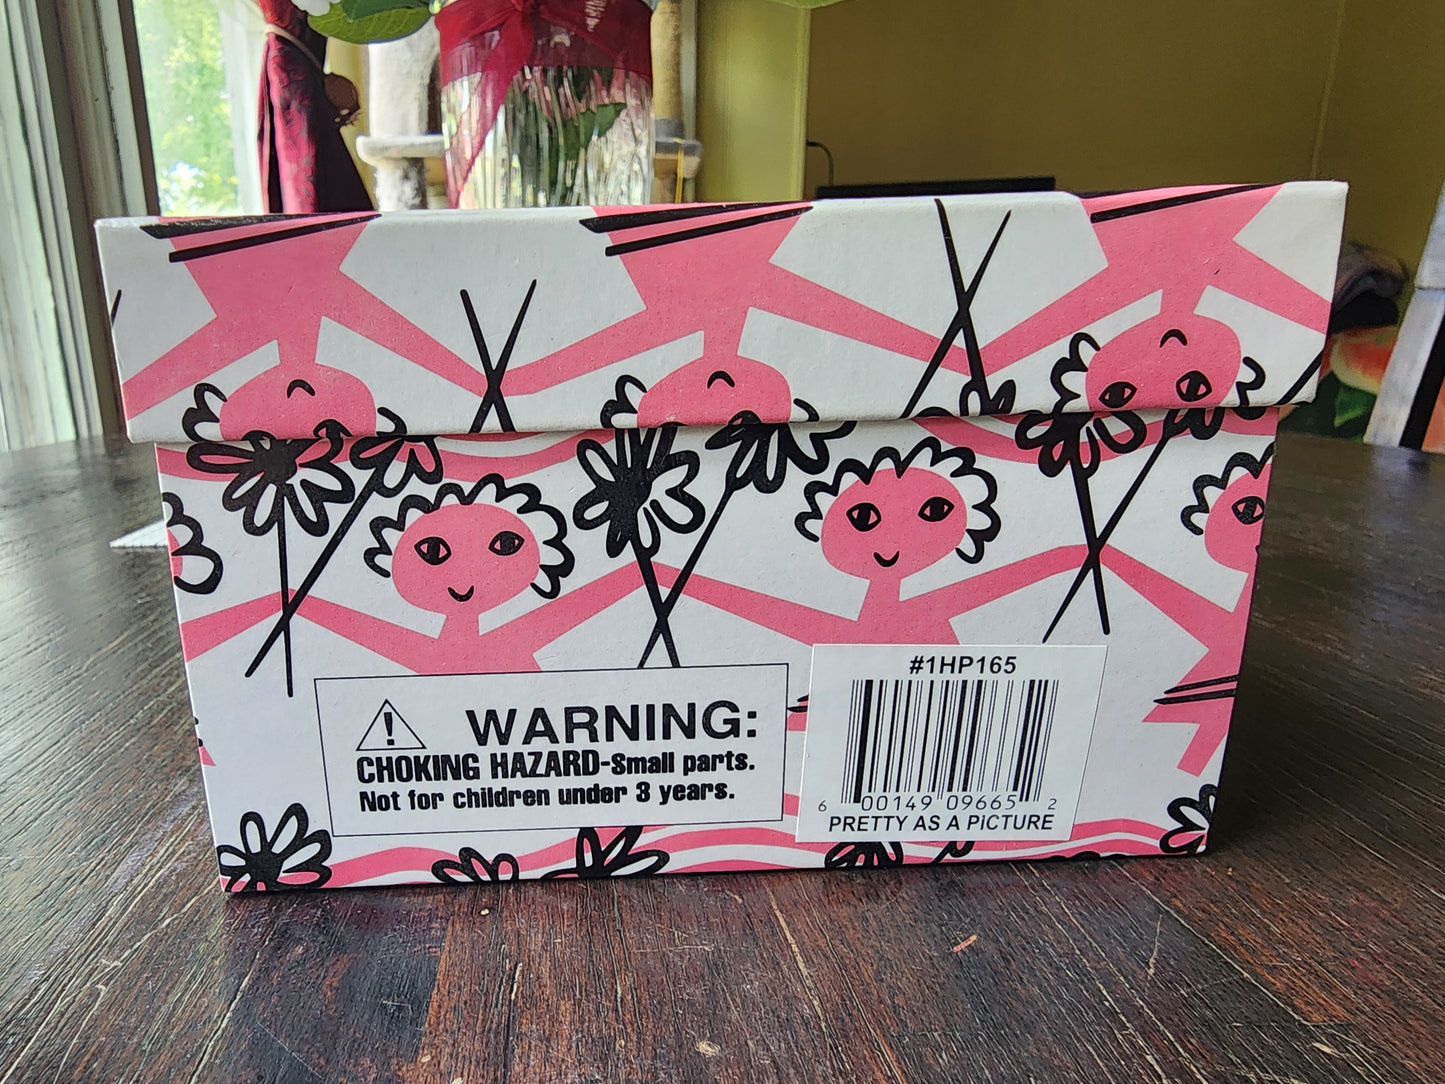 WARNING:
CHOKING HAZARD-Small parts.
Not for children under 3 years.
#1HP165
6 00149 09665 2
PRETTY AS A PICTURE